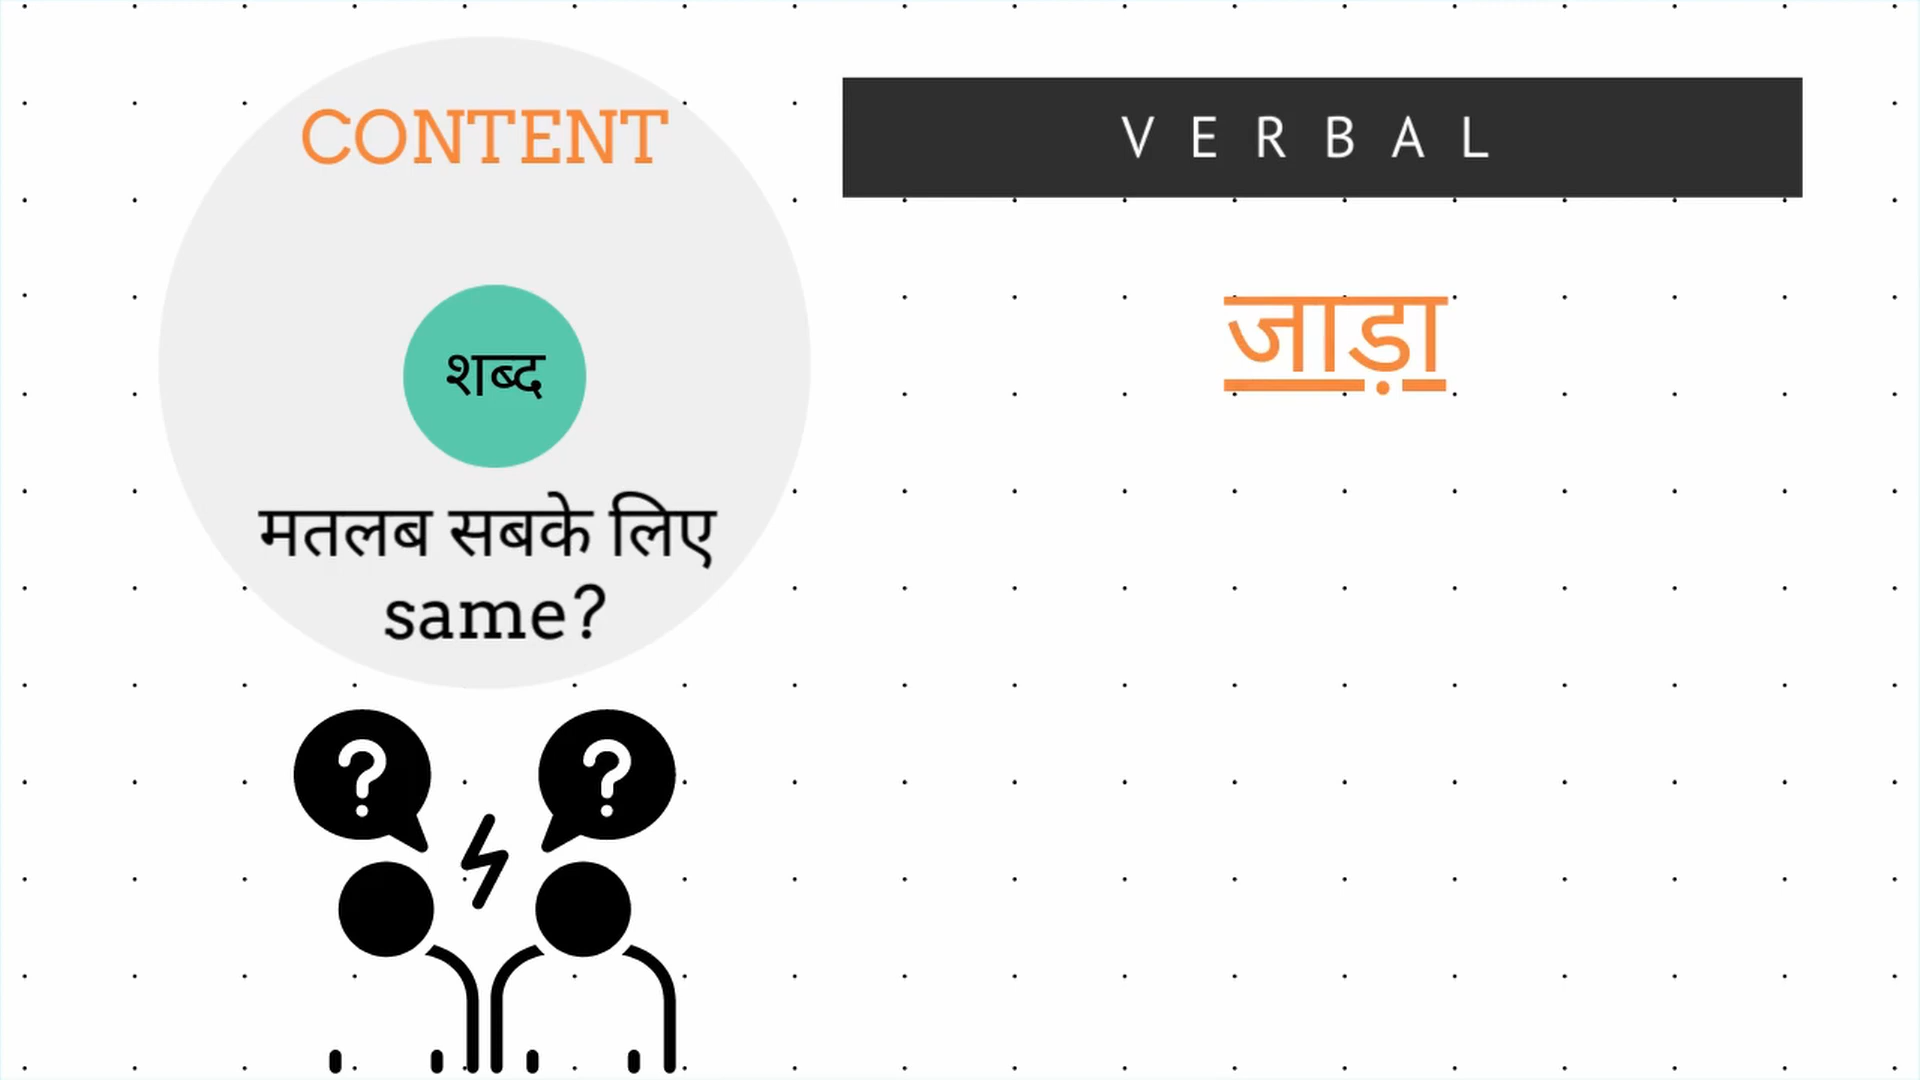 CONTENT
शब्द
मतलब सबके लिए
same?
VERBAL
जाड़ा
? ?